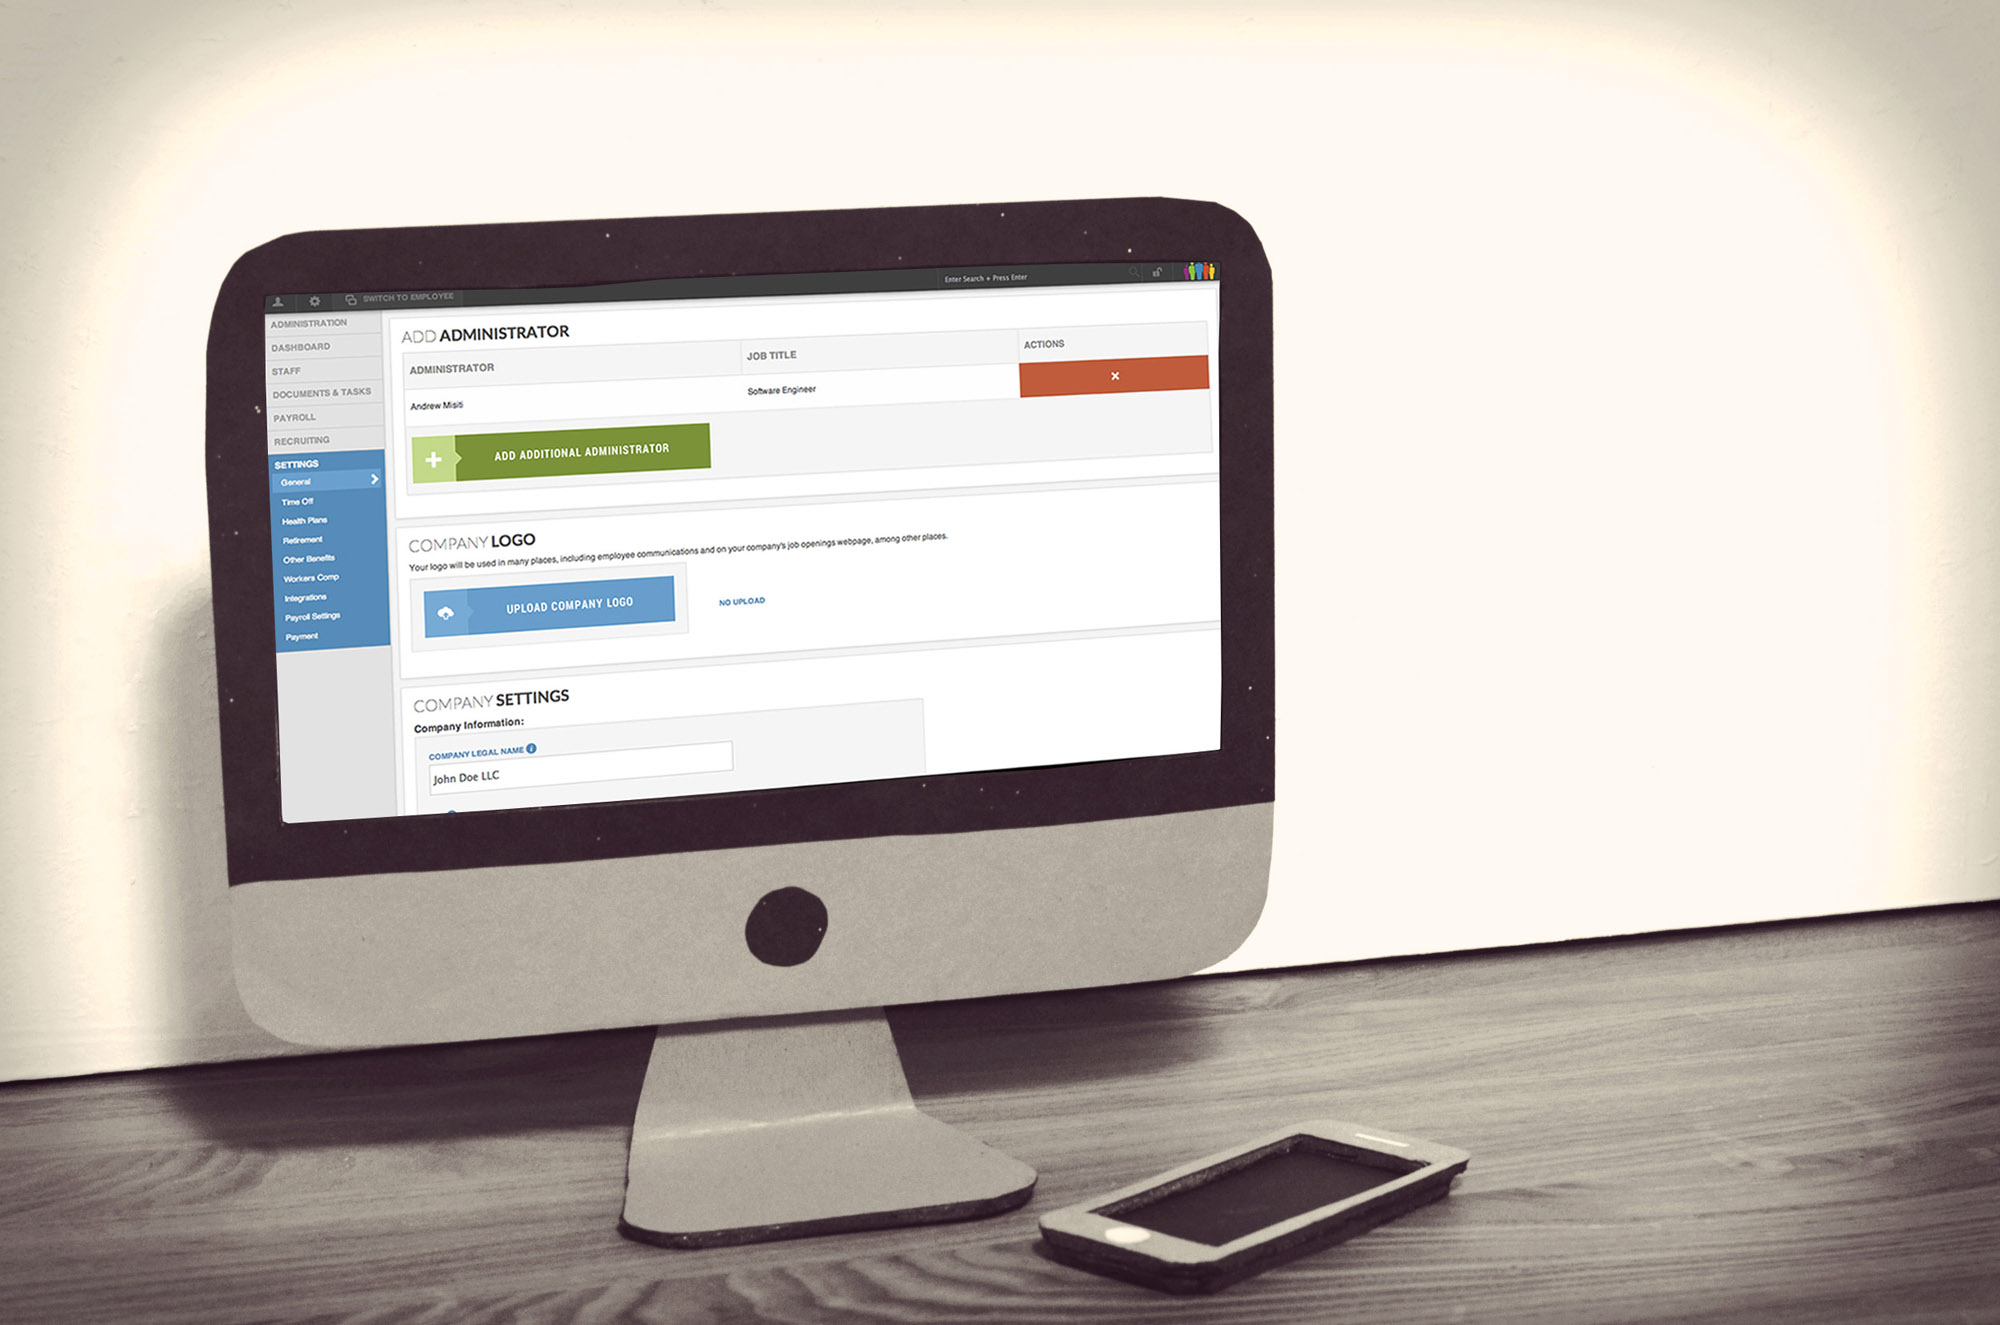 SWITCH TO EMPLOYEE
Enter Search + Press Enter
ADMINISTRATION
DASHBOARD
STAFF
DOCUMENTS & TASKS
PAYROLL
RECRUITING
SETTINGS
General
Time Off
Health Plans
Retirement
Other Benefits
Workers Comp
Integrations
Payroll Settings
Payment
ADD ADMINISTRATOR
ADMINISTRATOR JOB TITLE ACTIONS
Andrew Misiti Software Engineer
ADD ADDITIONAL ADMINISTRATOR
COMPANY LOGO
Your logo will be used in many places, including employee communications and on your company's job openings webpage, among other places.
UPLOAD COMPANY LOGO NO UPLOAD
COMPANY SETTINGS
Company Information:
COMPANY LEGAL NAME
John Doe LLC